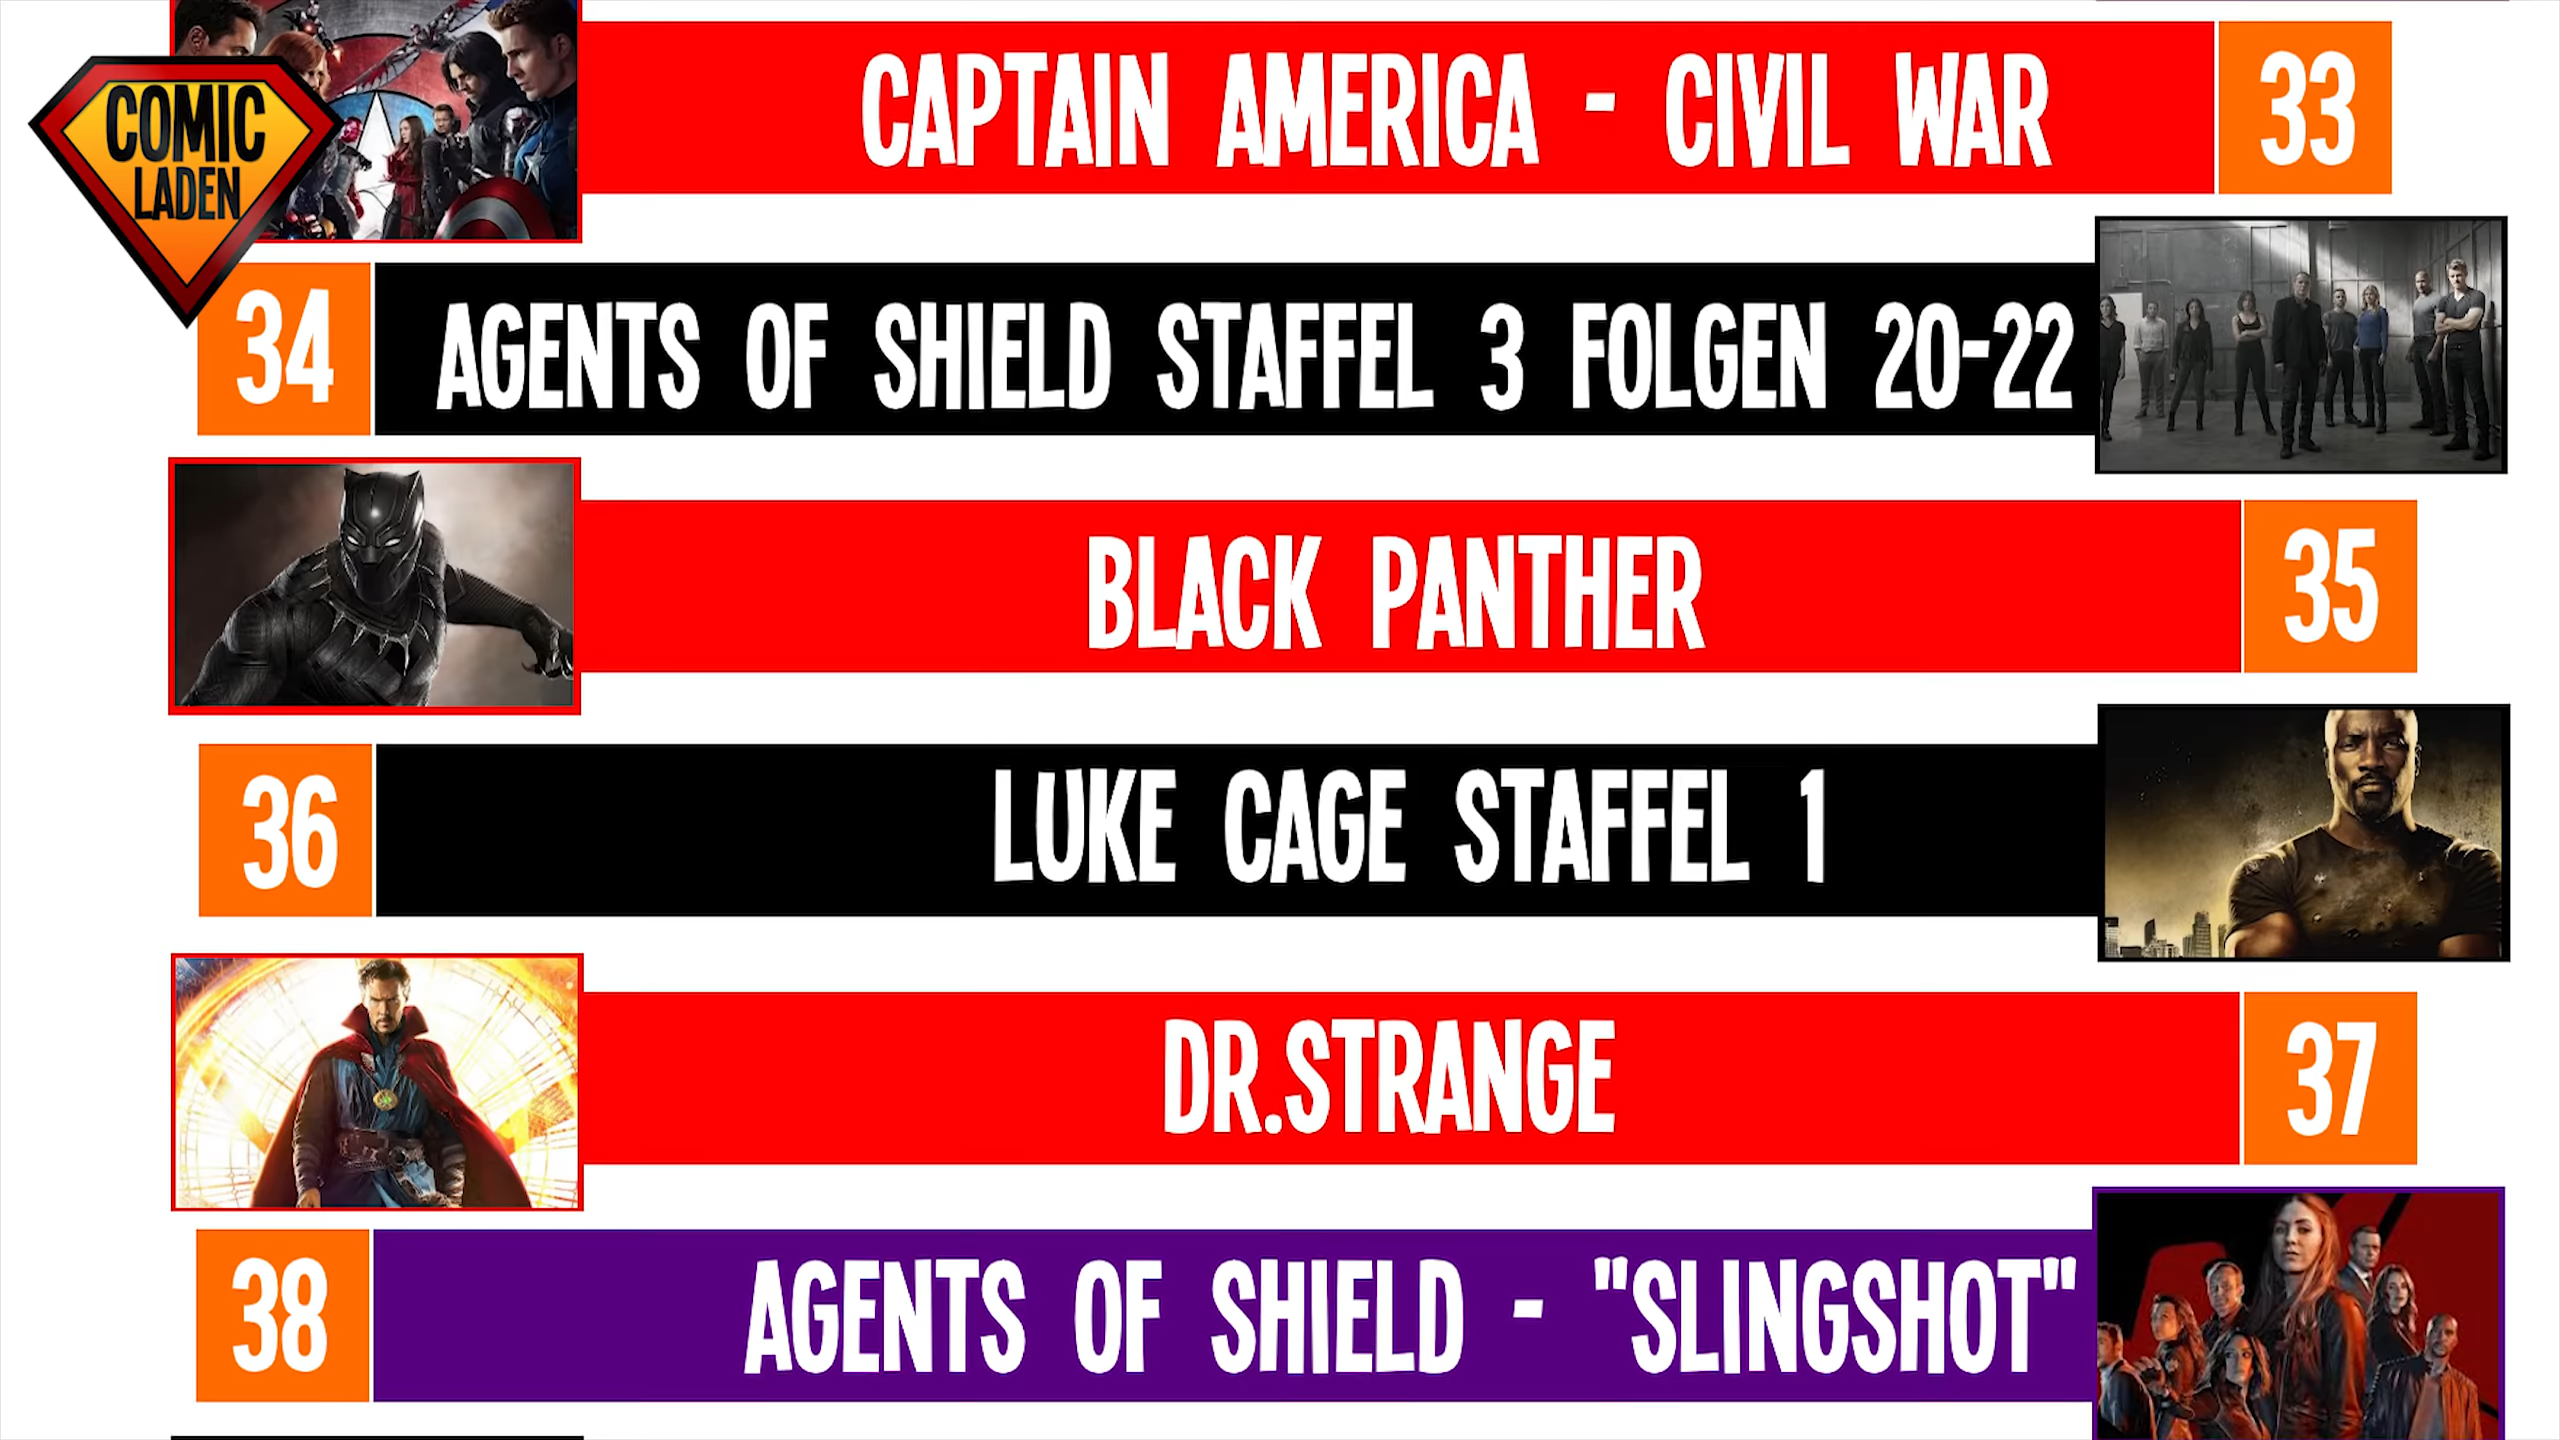 COMIC
LADEN
CAPTAIN AMERICA - CIVIL WAR 33
34 AGENTS OF SHIELD STAFFEL 3 FOLGEN 20-22
BLACK PANTHER 35
36 LUKE CAGE STAFFEL 1
DR.STRANGE 37
38 AGENTS OF SHIELD - "SLINGSHOT"